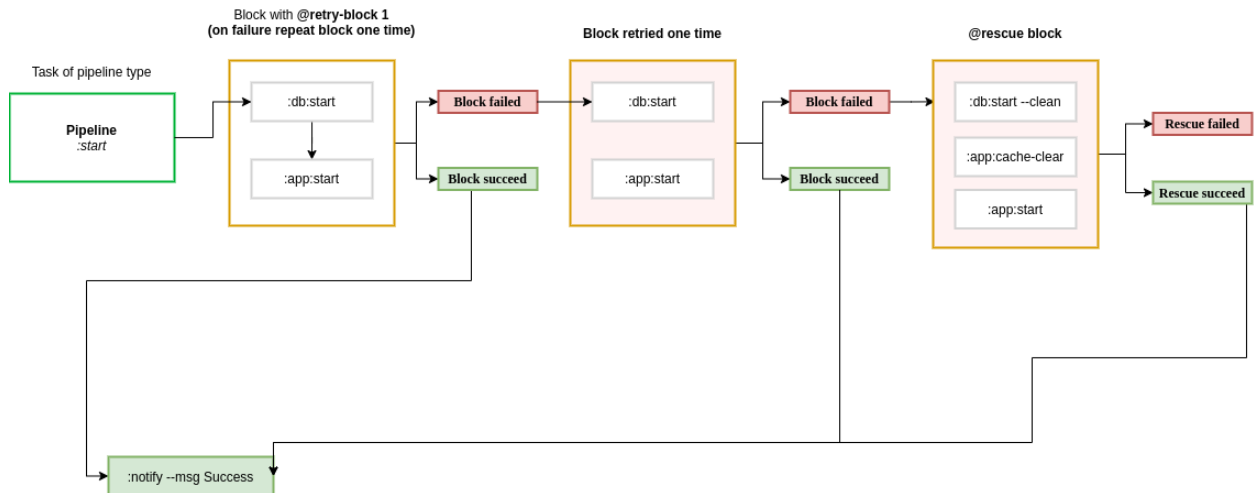 Block with @retry-block 1
(on failure repeat block one time)
Block retried one time
@rescue block
Task of pipeline type
Pipeline
:start
:db:start
:app:start
Block failed
Block succeed
:db:start
:app:start
Block failed
Block succeed
:db:start --clean
:app:cache-clear
:app:start
Rescue failed
Rescue succeed
:notify --msg Success